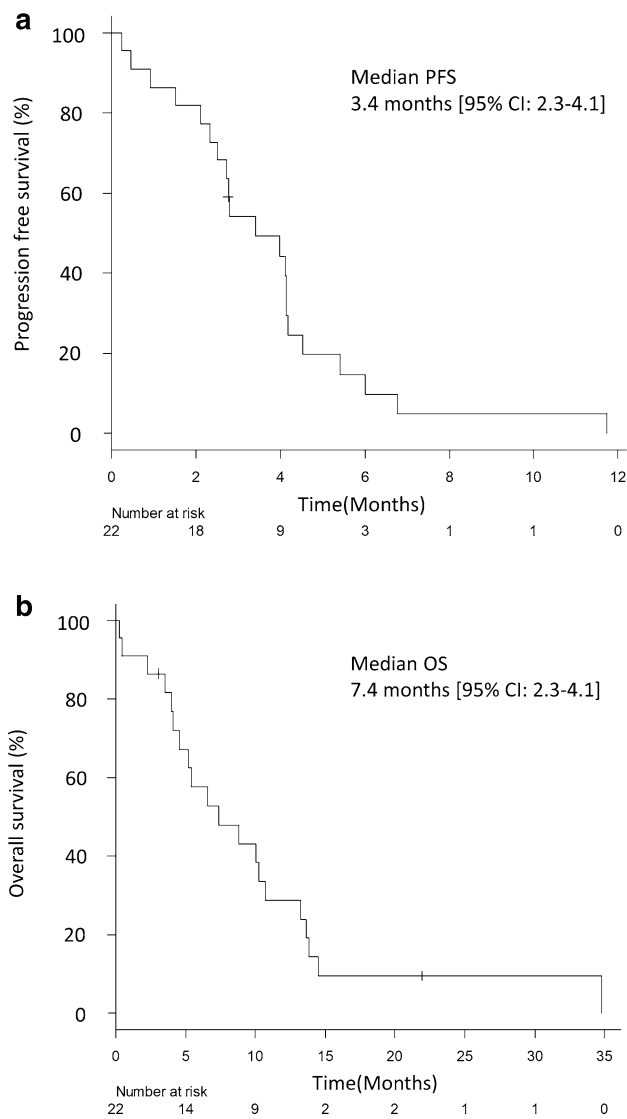 a
Median PFS
3.4 months [95% CI: 2.3-4.1]
Progression free survival (%)
100
80
60
40
20
0
0 2 4 6 8 10 12
Time(Months)
Number at risk
22 18 9 3 1 1 0
b
Median OS
7.4 months [95% CI: 2.3-4.1]
Overall survival (%)
100
80
60
40
20
0
0 5 10 15 20 25 30 35
Time(Months)
Number at risk
22 14 9 2 2 1 1 0